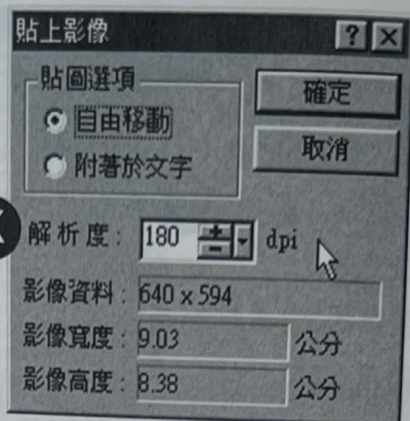 貼上影像 ? ×
貼圖選項
自由移動
附著於文字
確定
取消
解析度: 180 dpi
影像資料: 640 x 594
影像寬度: 9.03 公分
影像高度: 8.38 公分